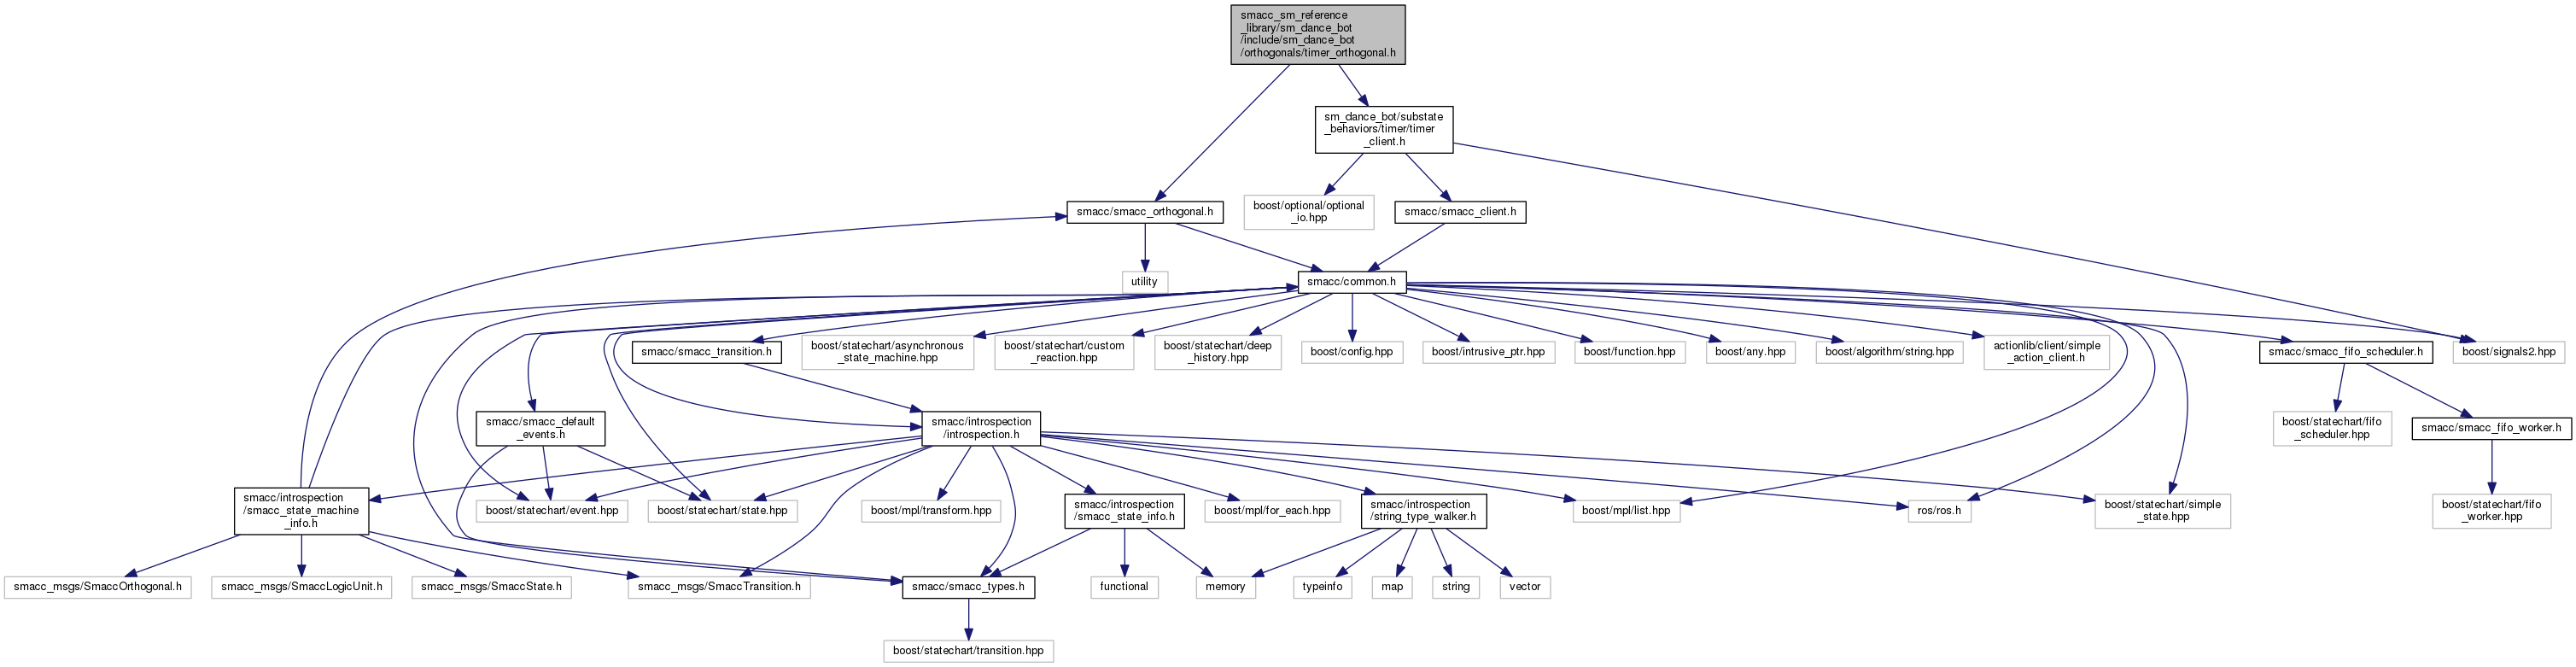 smacc_sm_reference
_library/sm_dance_bot
/include/sm_dance_bot
/orthogonals/timer_orthogonal.h
sm_dance_bot/substate
_behaviors/timer/timer
_client.h
smacc/smacc_orthogonal.h
boost/optional/optional
_io.hpp
smacc/smacc_client.h
utility
smacc/common.h
smacc/smacc_transition.h
boost/statechart/asynchronous
_state_machine.hpp
boost/statechart/custom
_reaction.hpp
boost/statechart/deep
_history.hpp
boost/config.hpp
boost/intrusive_ptr.hpp
boost/function.hpp
boost/any.hpp
boost/algorithm/string.hpp
actionlib/client/simple
_action_client.h
smacc/smacc_fifo_scheduler.h
boost/signals2.hpp
smacc/smacc_default
_events.h
smacc/introspection
/introspection.h
boost/statechart/fifo
_scheduler.hpp
smacc/smacc_fifo_worker.h
smacc/introspection
/smacc_state_machine
_info.h
boost/statechart/event.hpp
boost/statechart/state.hpp
boost/mpl/transform.hpp
smacc/introspection
/smacc_state_info.h
boost/mpl/for_each.hpp
smacc/introspection
/string_type_walker.h
boost/mpl/list.hpp
ros/ros.h
boost/statechart/simple
_state.hpp
boost/statechart/fifo
_worker.hpp
smacc_msgs/SmaccOrthogonal.h
smacc_msgs/SmaccLogicUnit.h
smacc_msgs/SmaccState.h
smacc_msgs/SmaccTransition.h
smacc/smacc_types.h
functional
memory
typeinfo
map
string
vector
boost/statechart/transition.hpp